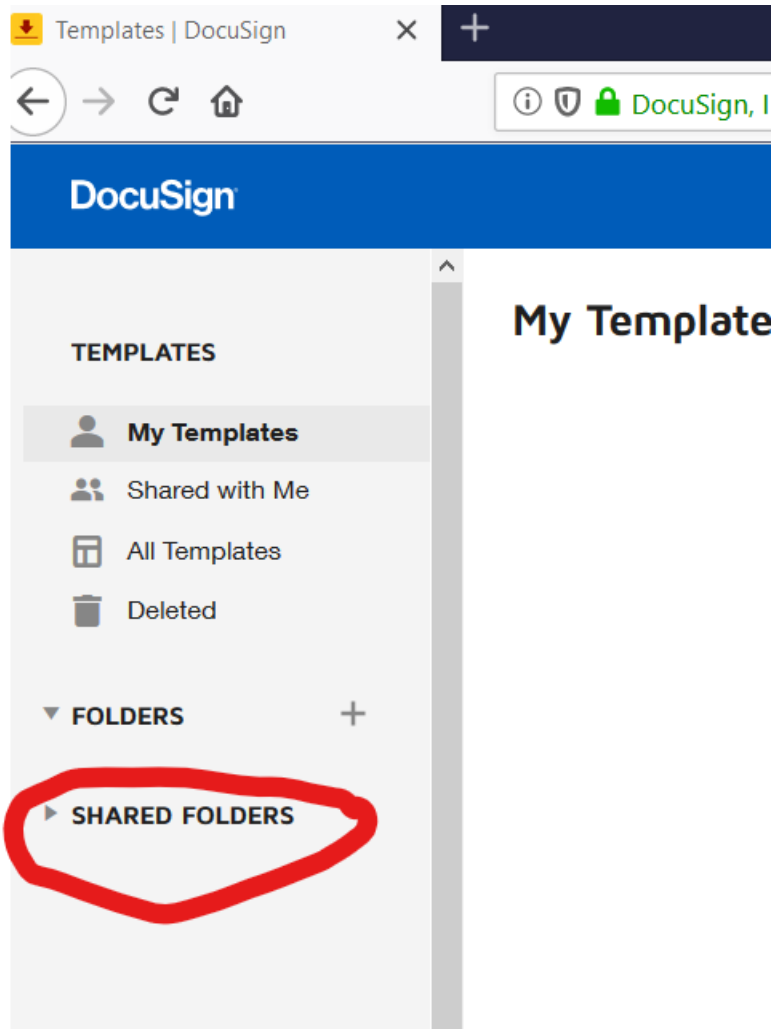 Templates | DocuSign
DocuSign, I
DocuSign
My Template
TEMPLATES
My Templates
Shared with Me
All Templates
Deleted
FOLDERS
SHARED FOLDERS